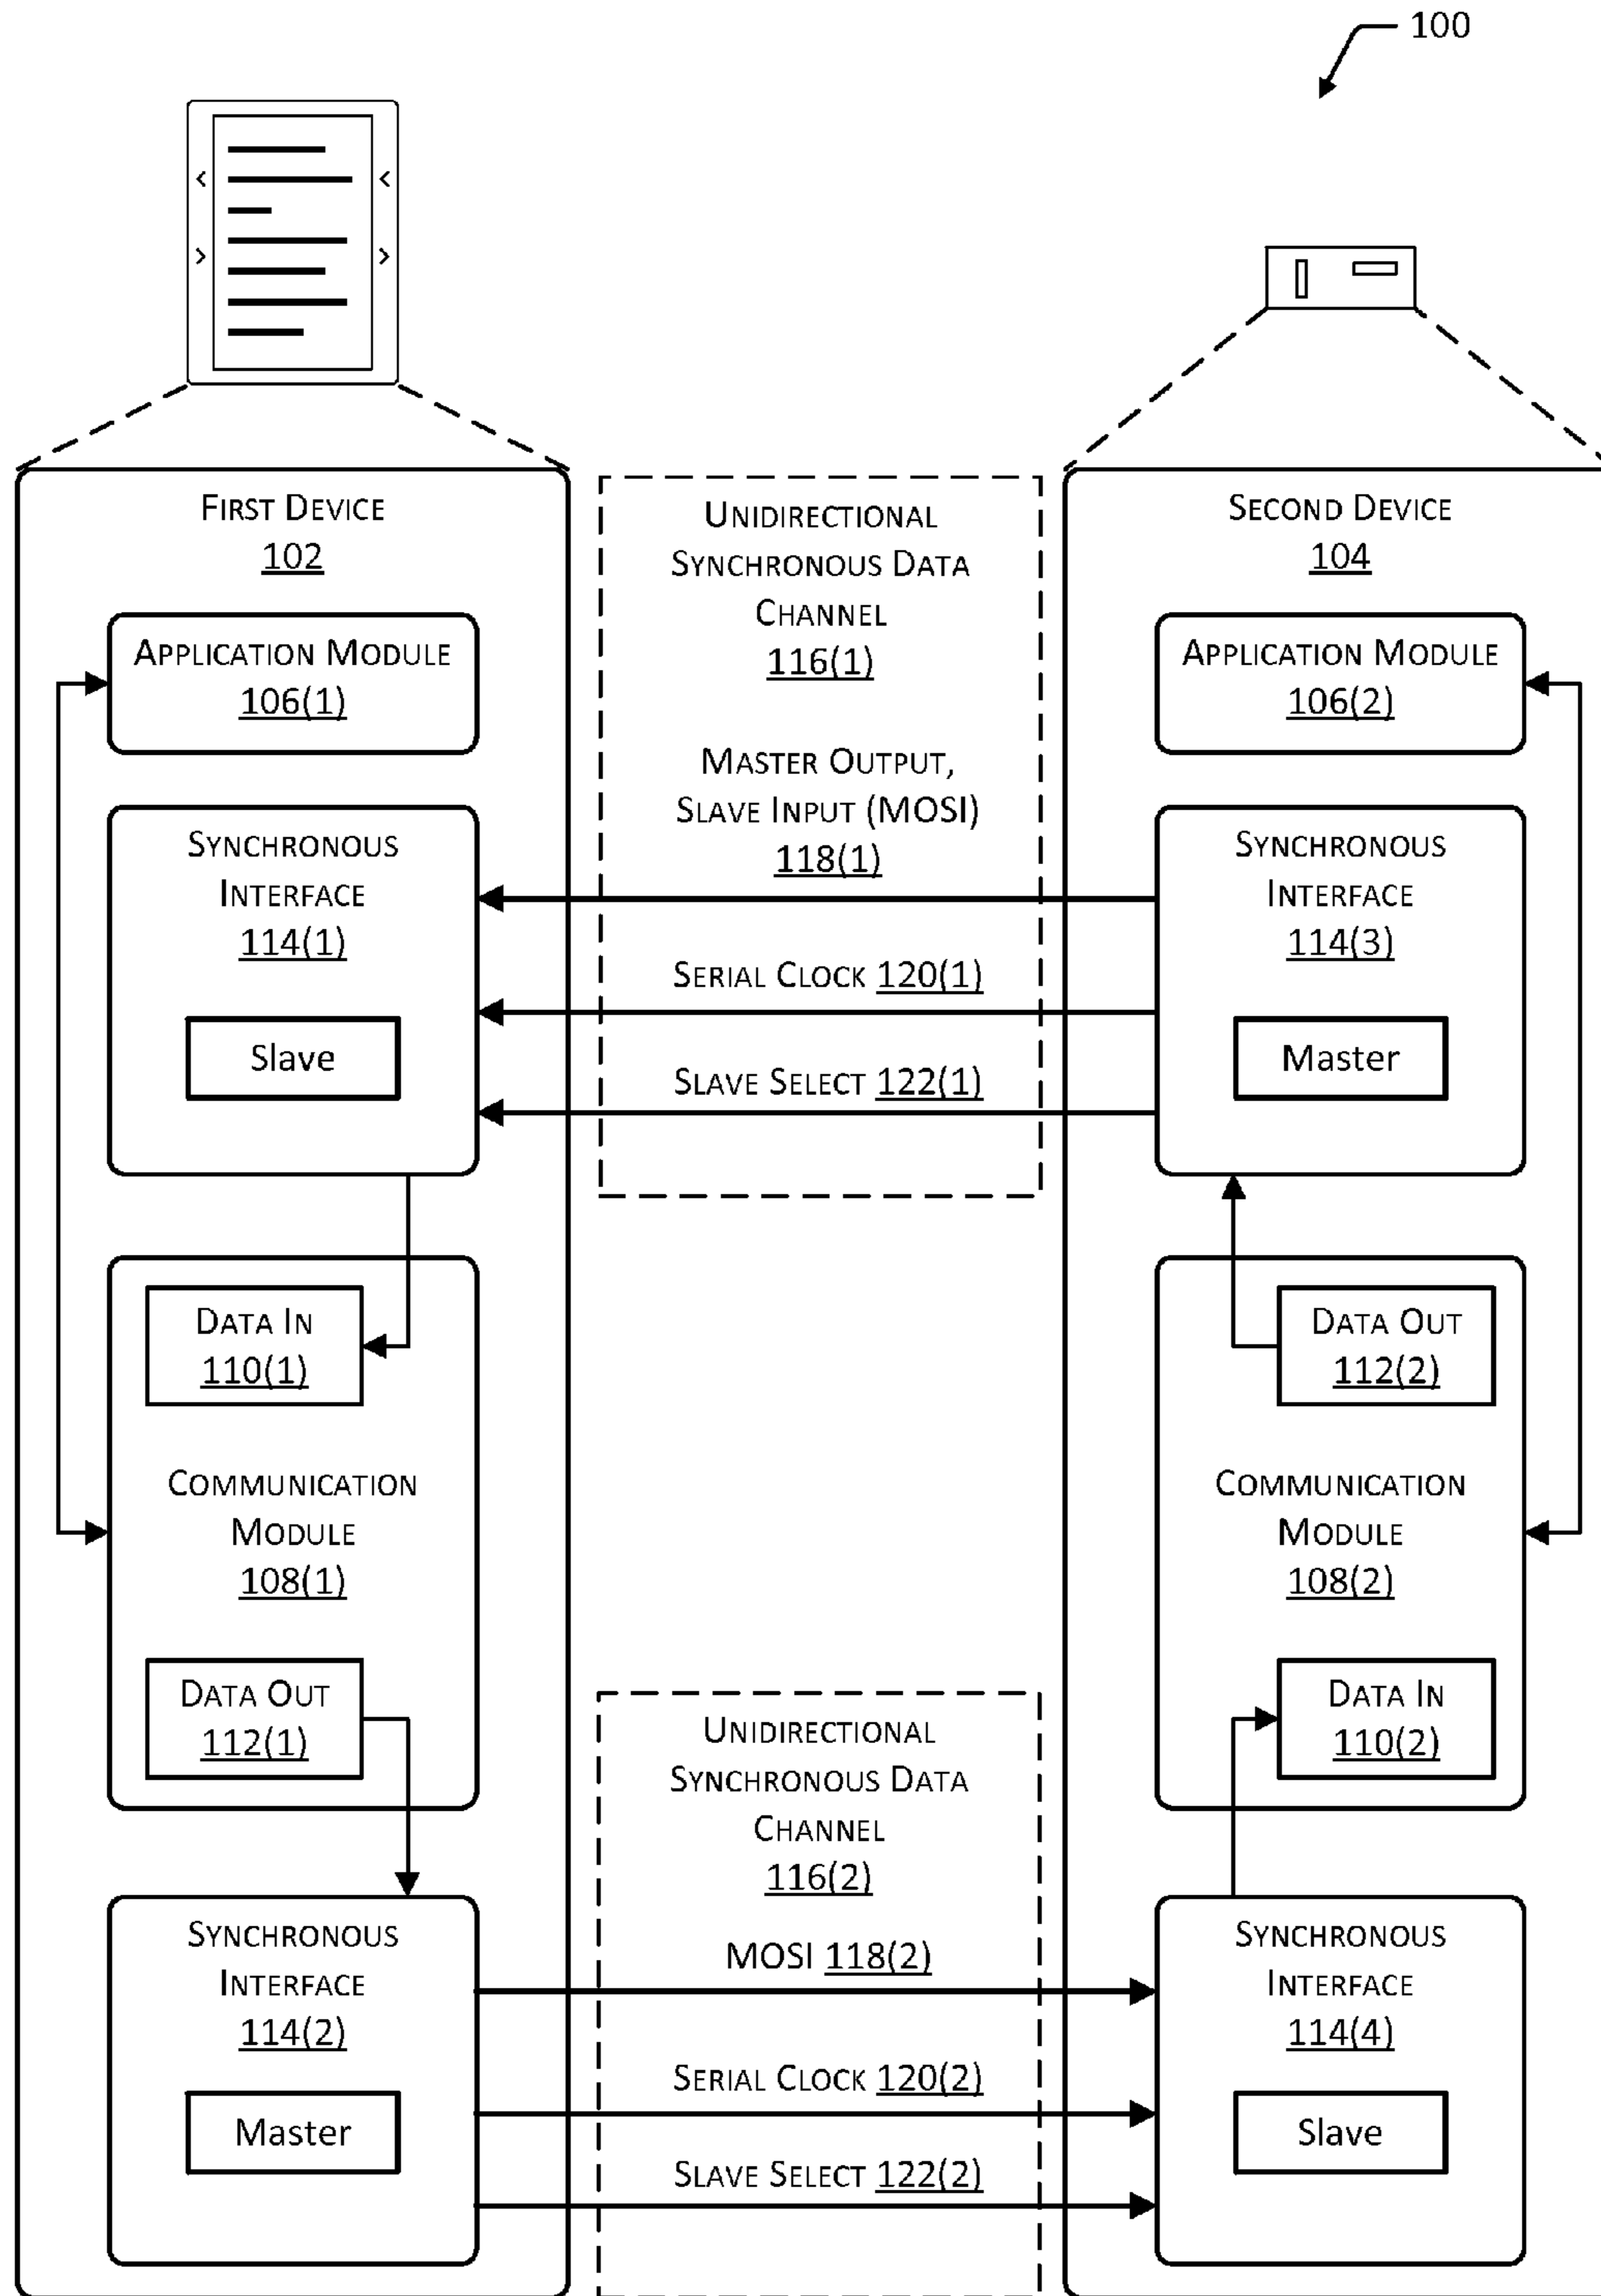 100
First Device
102
Application Module
106(1)
Synchronous
Interface
114(1)
Slave
Data In
110(1)
Communication
Module
108(1)
Data Out
112(1)
Synchronous
Interface
114(2)
Master
Unidirectional
Synchronous Data
Channel
116(1)
Master Output,
Slave Input (MOSI)
118(1)
Serial Clock 120(1)
Slave Select 122(1)
Unidirectional
Synchronous Data
Channel
116(2)
MOSI 118(2)
Serial Clock 120(2)
Slave Select 122(2)
Second Device
104
Application Module
106(2)
Synchronous
Interface
114(3)
Master
Data Out
112(2)
Communication
Module
108(2)
Data In
110(2)
Synchronous
Interface
114(4)
Slave